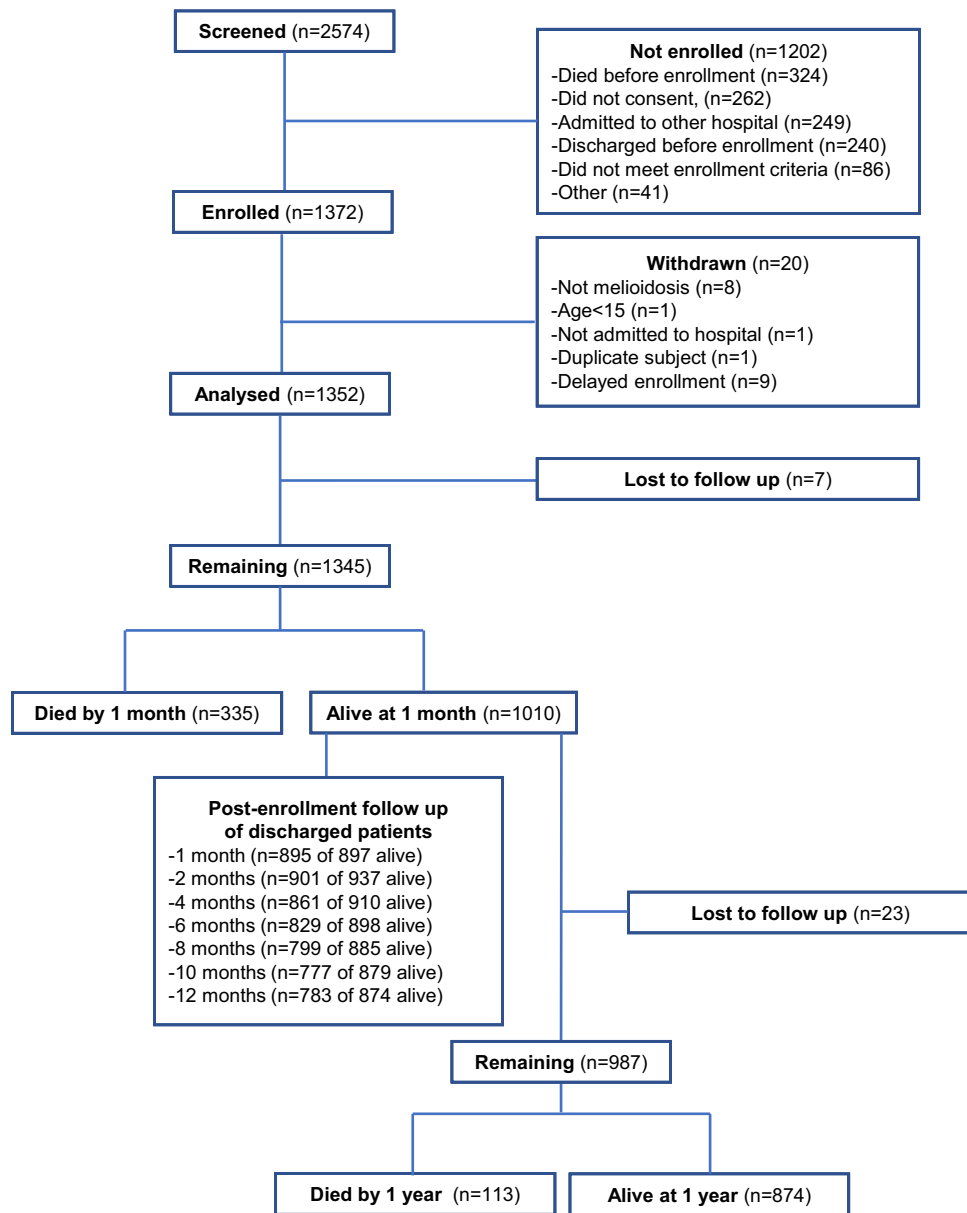 Screened (n=2574)
Not enrolled (n=1202)
-Died before enrollment (n=324)
-Did not consent, (n=262)
-Admitted to other hospital (n=249)
-Discharged before enrollment (n=240)
-Did not meet enrollment criteria (n=86)
-Other (n=41)
Enrolled (n=1372)
Withdrawn (n=20)
-Not melioidosis (n=8)
-Age<15 (n=1)
-Not admitted to hospital (n=1)
-Duplicate subject (n=1)
-Delayed enrollment (n=9)
Analysed (n=1352)
Lost to follow up (n=7)
Remaining (n=1345)
Died by 1 month (n=335)
Alive at 1 month (n=1010)
Post-enrollment follow up
of discharged patients
-1 month (n=895 of 897 alive)
-2 months (n=901 of 937 alive)
-4 months (n=861 of 910 alive)
-6 months (n=829 of 898 alive)
-8 months (n=799 of 885 alive)
-10 months (n=777 of 879 alive)
-12 months (n=783 of 874 alive)
Lost to follow up (n=23)
Remaining (n=987)
Died by 1 year (n=113)
Alive at 1 year (n=874)